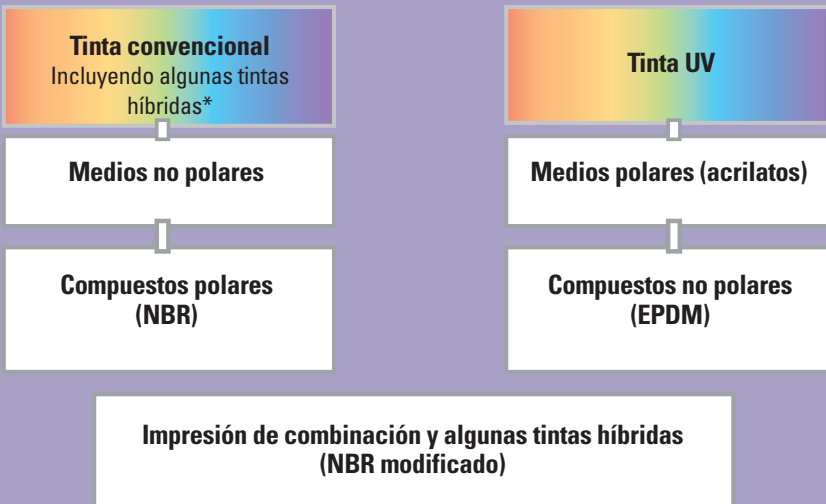 Tinta convencional
Incluyendo algunas tintas
híbridas*
Medios no polares
Compuestos polares
(NBR)
Tinta UV
Medios polares (acrilatos)
Compuestos no polares
(EPDM)
Impresión de combinación y algunas tintas híbridas
(NBR modificado)